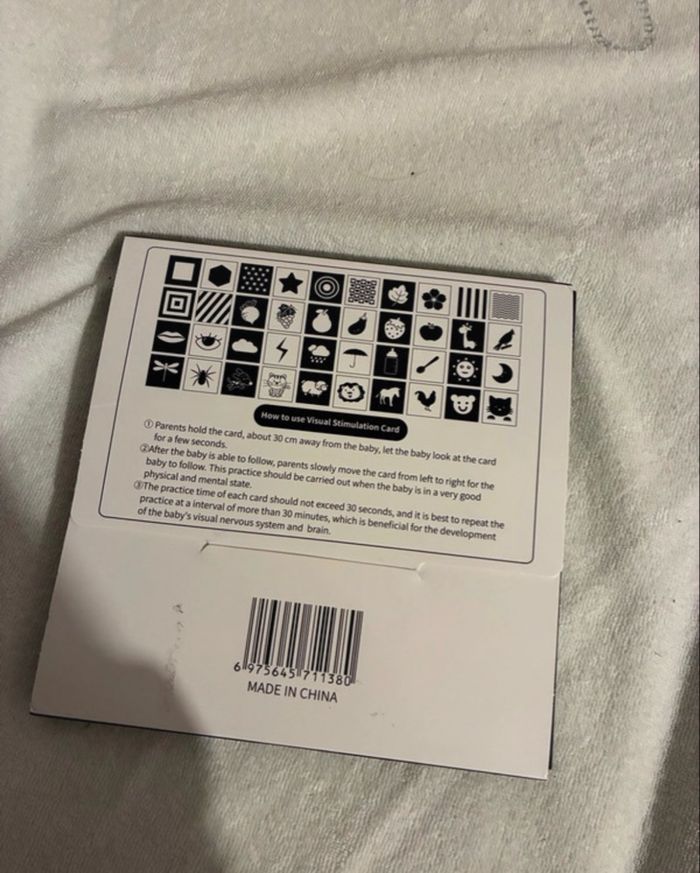 How to use Visual Stimulation Card
① Parents hold the card, about 30 cm away from the baby, let the baby look at the card
for a few seconds.
②After the baby is able to follow, parents slowly move the card from left to right for the
baby to follow. This practice should be carried out when the baby is in a very good
physical and mental state.
③The practice time of each card should not exceed 30 seconds, and it is best to repeat the
practice at a interval of more than 30 minutes, which is beneficial for the development
of the baby's visual nervous system and brain.
6 975645 711380
MADE IN CHINA